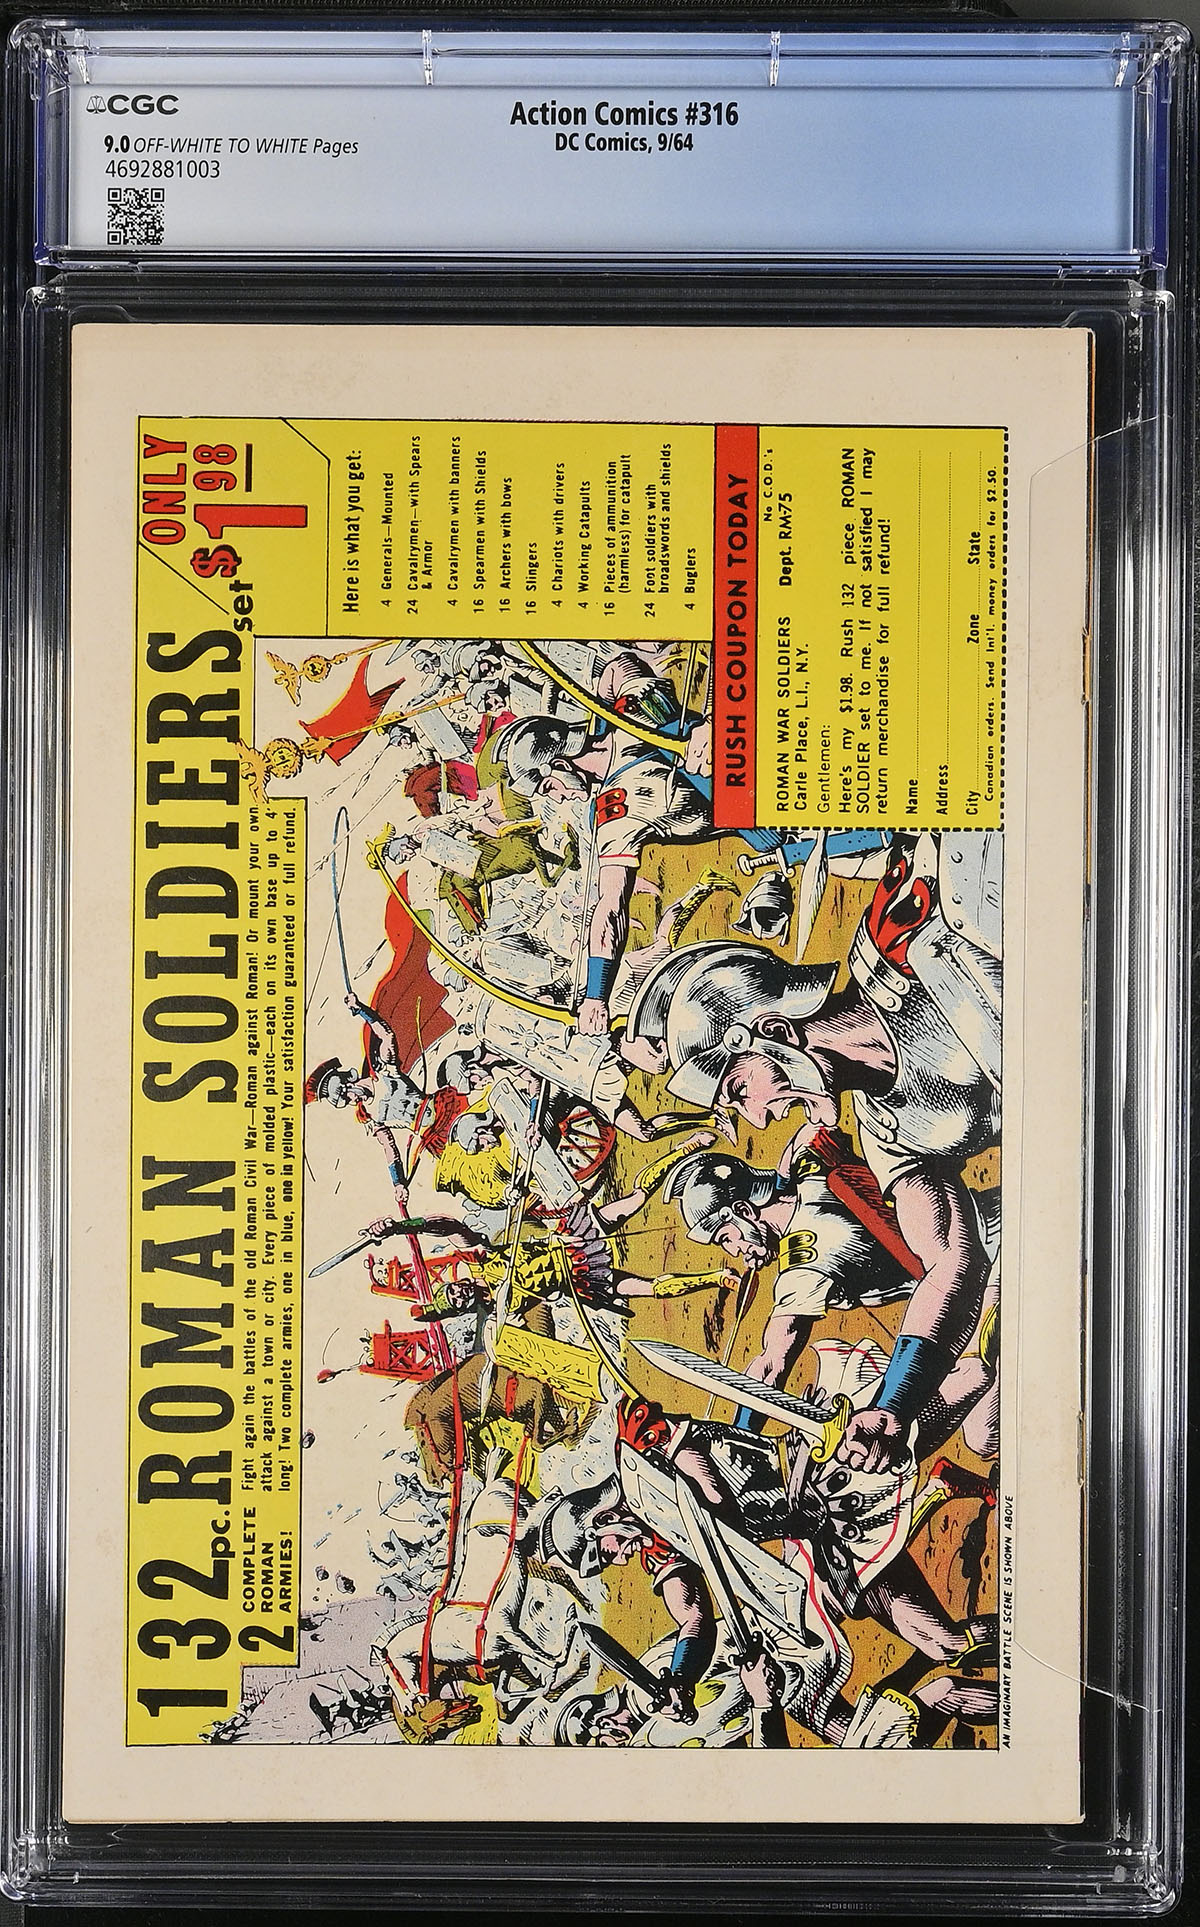 CGC
Action Comics #316
DC Comics, 9/64
9.0 OFF-WHITE TO WHITE Pages
4692881003
132 pc. ROMAN SOLDIERS
set
ONLY
$1 98
2 COMPLETE
ROMAN
ARMIES!
Fight again the battles of the old Roman Civil War—Roman against Roman! Or mount your own
attack against a town or city. Every piece of molded plastic—each on its own base up to 4"
long! Two complete armies, one in blue, one in yellow! Your satisfaction guaranteed or full refund.
Here is what you get:
4 Generals—Mounted
24 Cavalrymen—with Spears
& Armor
4 Cavalrymen with banners
16 Spearmen with Shields
16 Archers with bows
16 Slingers
4 Chariots with drivers
4 Working Catapults
16 Pieces of ammunition
(harmless) for catapult
24 Foot soldiers with
broadswords and shields
4 Buglers
RUSH COUPON TODAY
No C.O.D.'s
ROMAN WAR SOLDIERS Dept. RM-75
Carle Place, L.I., N.Y.
Gentlemen:
Here's my $1.98. Rush 132 piece ROMAN
SOLDIER set to me. If not satisfied I may
return merchandise for full refund!
Name
Address
City Zone State
Canadian orders. Send Int'l. money orders for $2.50.
AN IMAGINARY BATTLE SCENE IS SHOWN ABOVE